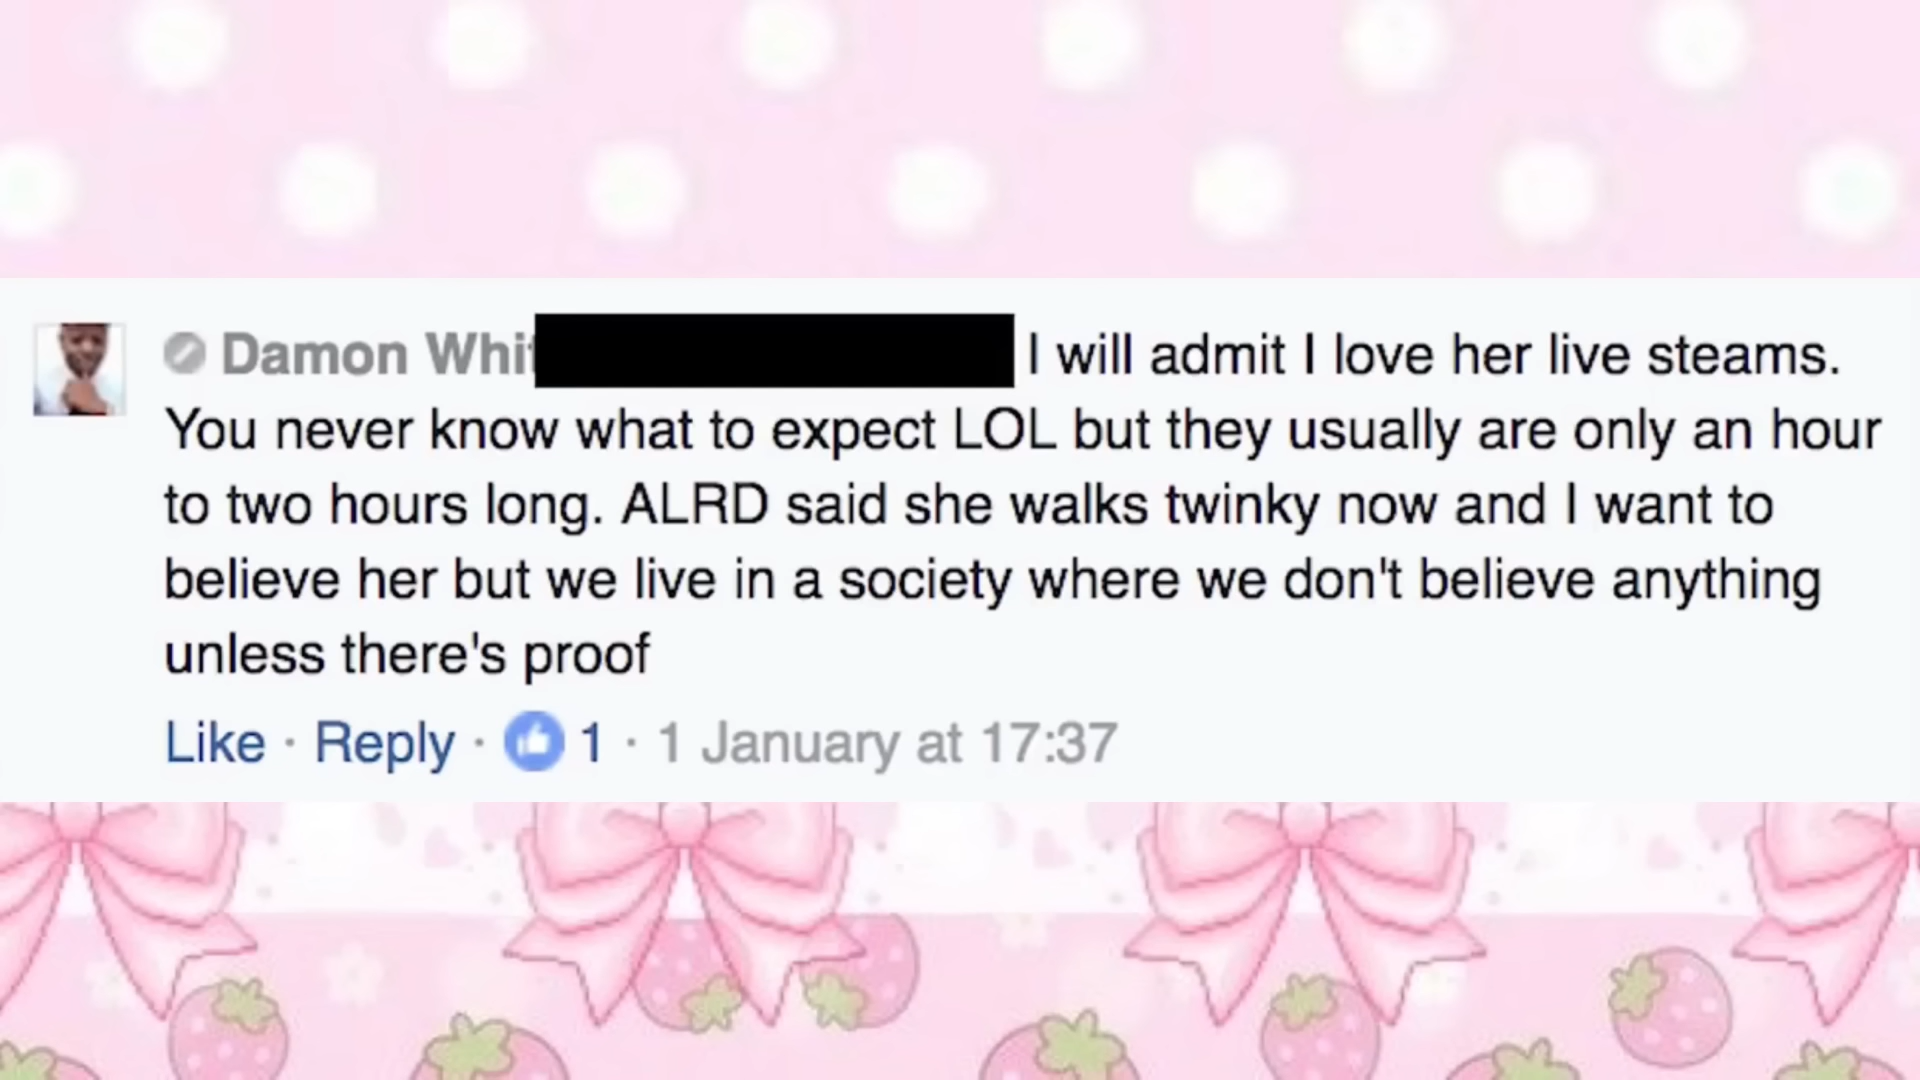 Damon Whit I will admit I love her live steams.
You never know what to expect LOL but they usually are only an hour
to two hours long. ALRD said she walks twinky now and I want to
believe her but we live in a society where we don't believe anything
unless there's proof
Like · Reply · 1 · 1 January at 17:37